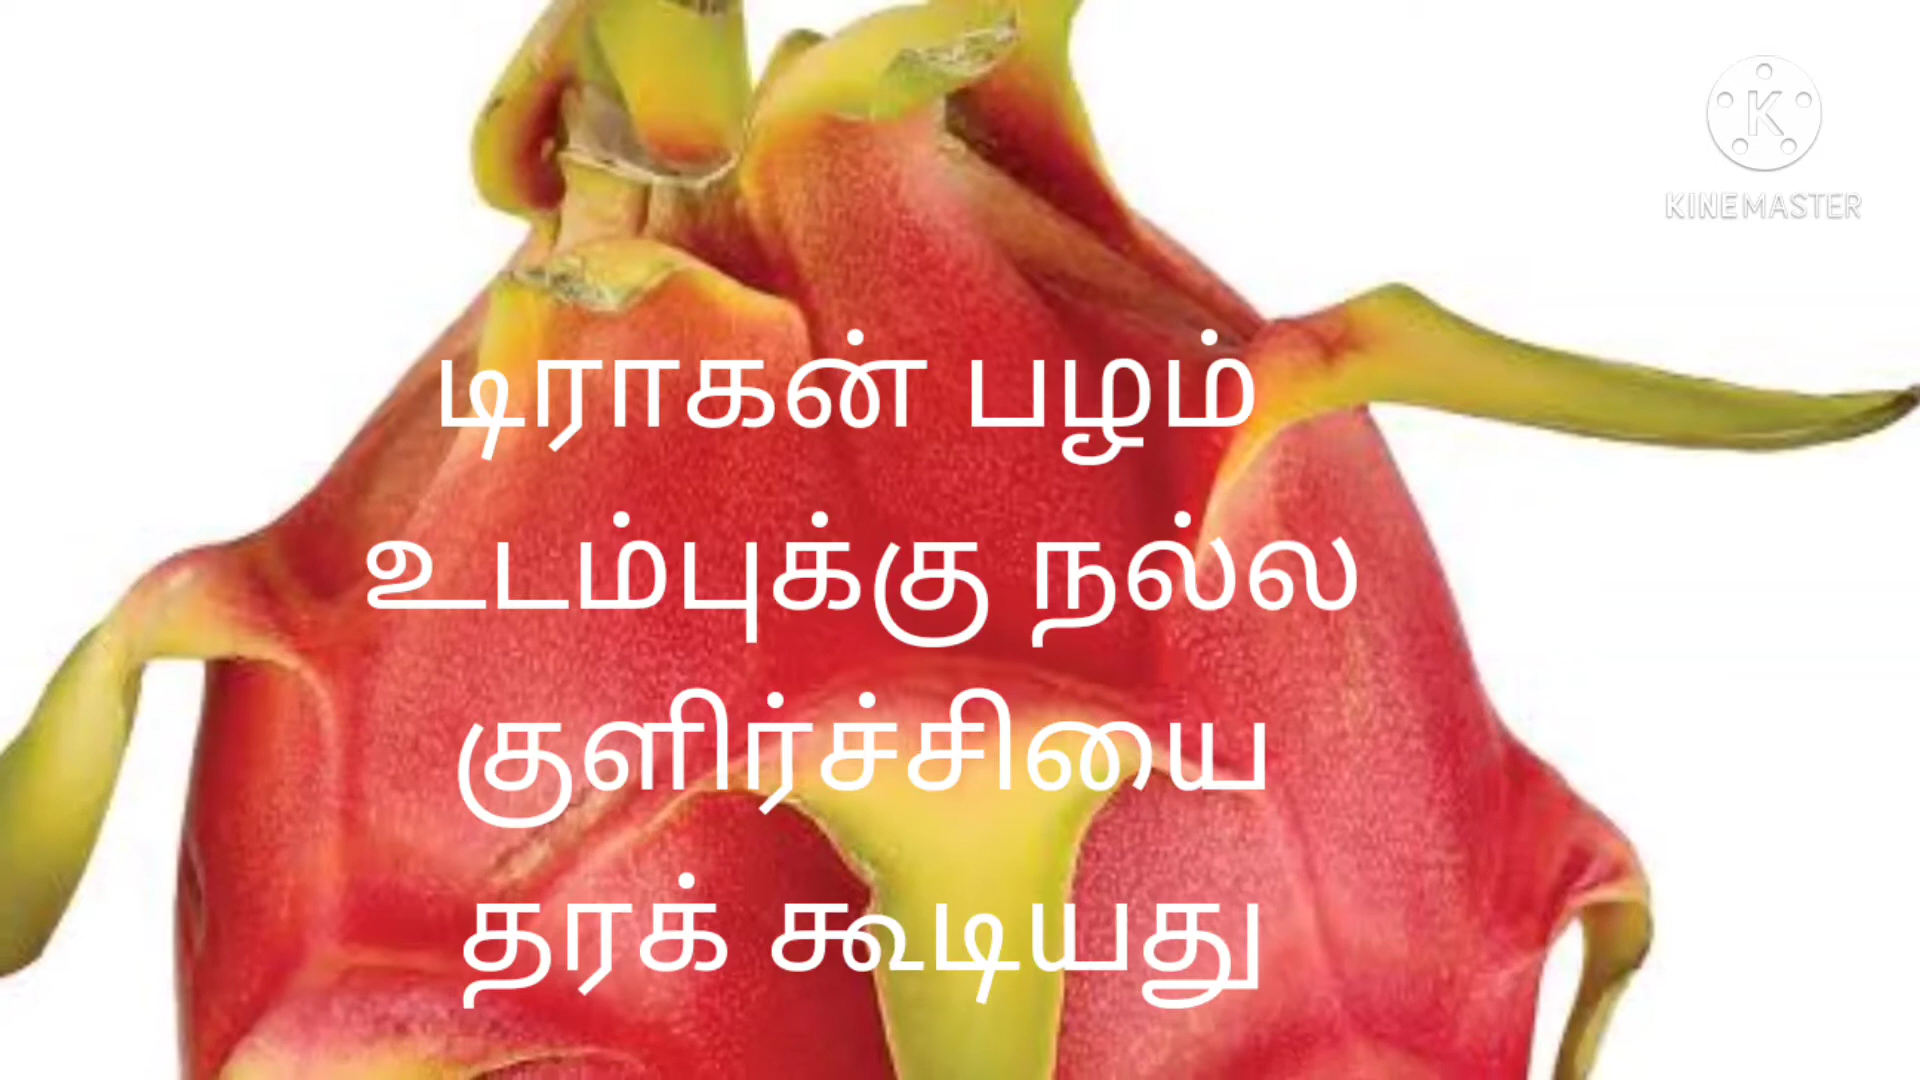 KINEMASTER
டிராகன் பழம்
உடம்புக்கு நல்ல
குளிர்ச்சியை
தரக் கூடியது